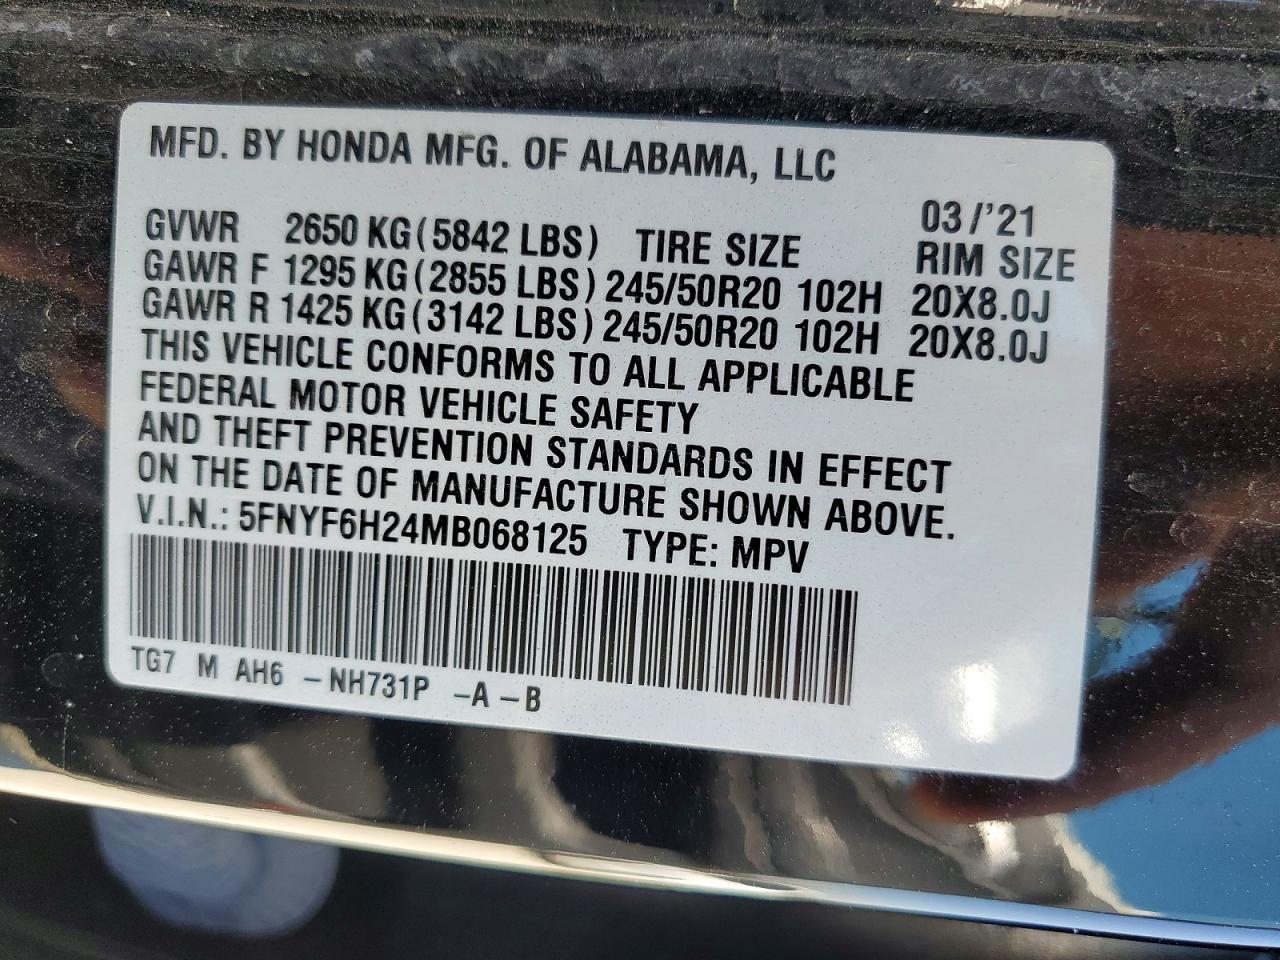 MFD. BY HONDA MFG. OF ALABAMA, LLC
03/'21
GVWR 2650 KG(5842 LBS) TIRE SIZE RIM SIZE
GAWR F 1295 KG(2855 LBS) 245/50R20 102H 20X8.0J
GAWR R 1425 KG(3142 LBS) 245/50R20 102H 20X8.0J
THIS VEHICLE CONFORMS TO ALL APPLICABLE
FEDERAL MOTOR VEHICLE SAFETY
AND THEFT PREVENTION STANDARDS IN EFFECT
ON THE DATE OF MANUFACTURE SHOWN ABOVE.
V.I.N.: 5FNYF6H24MB068125 TYPE: MPV
TG7 M AH6 -NH731P -A -B